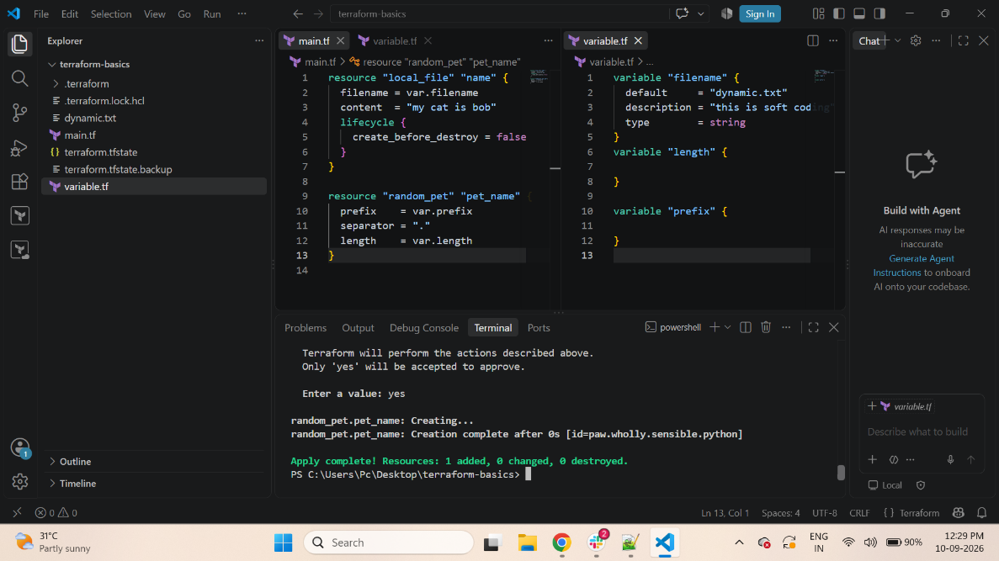 File Edit Selection View Go Run ···
terraform-basics
Sign In
Explorer
terraform-basics
.terraform
.terraform.lock.hcl
dynamic.txt
main.tf
terraform.tfstate
terraform.tfstate.backup
variable.tf
Outline
Timeline
main.tf
variable.tf
main.tf > resource "random_pet" "pet_name"
1 resource "local_file" "name" {
2 filename = var.filename
3 content = "my cat is bob"
4 lifecycle {
5 create_before_destroy = false
6 }
7 }
8
9 resource "random_pet" "pet_name" {
10 prefix = var.prefix
11 separator = "."
12 length = var.length
13 }
14
variable.tf
variable.tf > ...
1 variable "filename" {
2 default = "dynamic.txt"
3 description = "this is soft coding"
4 type = string
5 }
6 variable "length" {
7
8 }
9
10 variable "prefix" {
11
12 }
13
Problems Output Debug Console Terminal Ports
powershell
Terraform will perform the actions described above.
Only 'yes' will be accepted to approve.
Enter a value: yes
random_pet.pet_name: Creating...
random_pet.pet_name: Creation complete after 0s [id=paw.wholly.sensible.python]
Apply complete! Resources: 1 added, 0 changed, 0 destroyed.
PS C:\Users\Pc\Desktop\terraform-basics>
Chat
Build with Agent
AI responses may be
inaccurate
Generate Agent
Instructions to onboard
AI onto your codebase.
variable.tf
Describe what to build
Local
1
0 0
Ln 13, Col 1 Spaces: 4 UTF-8 CRLF { } Terraform
31°C
Partly sunny
Search
2
ENG
IN
90%
12:29 PM
10-09-2026